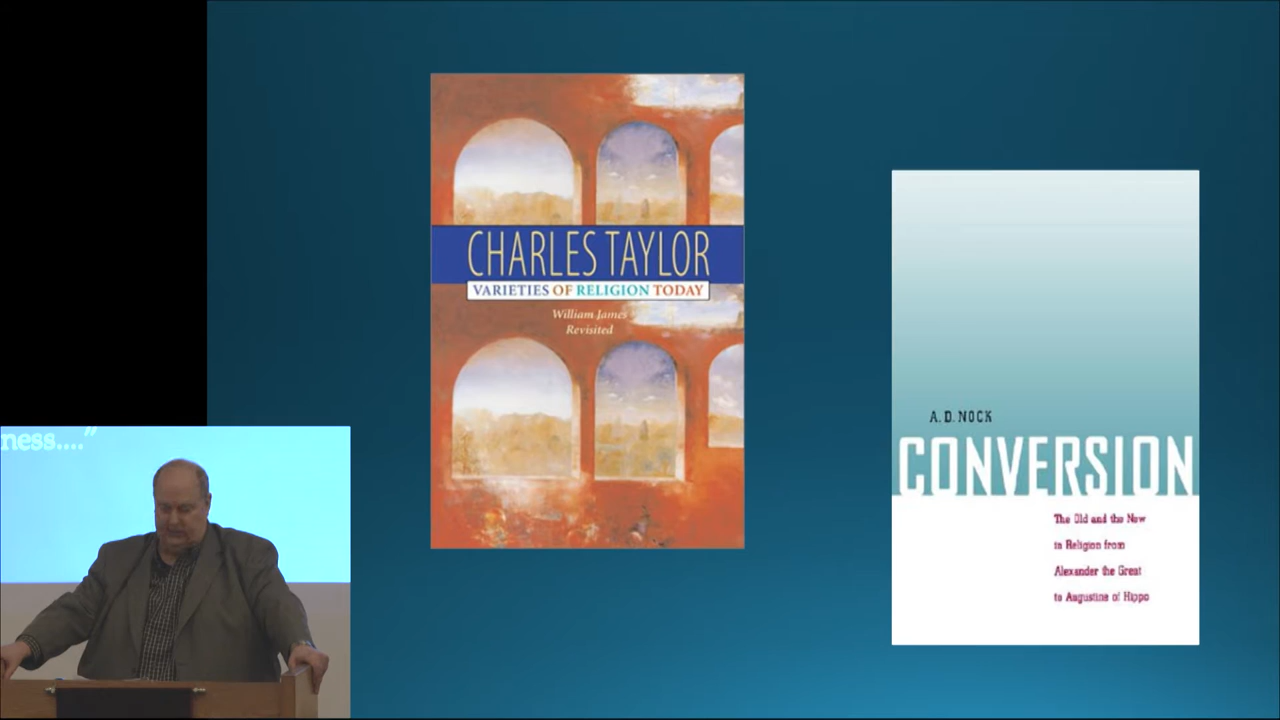 ness...."
CHARLES TAYLOR
VARIETIES OF RELIGION TODAY
William James
Revisited
A. D. NOCK
CONVERSION
The Old and the New
in Religion from
Alexander the Great
to Augustine of Hippo